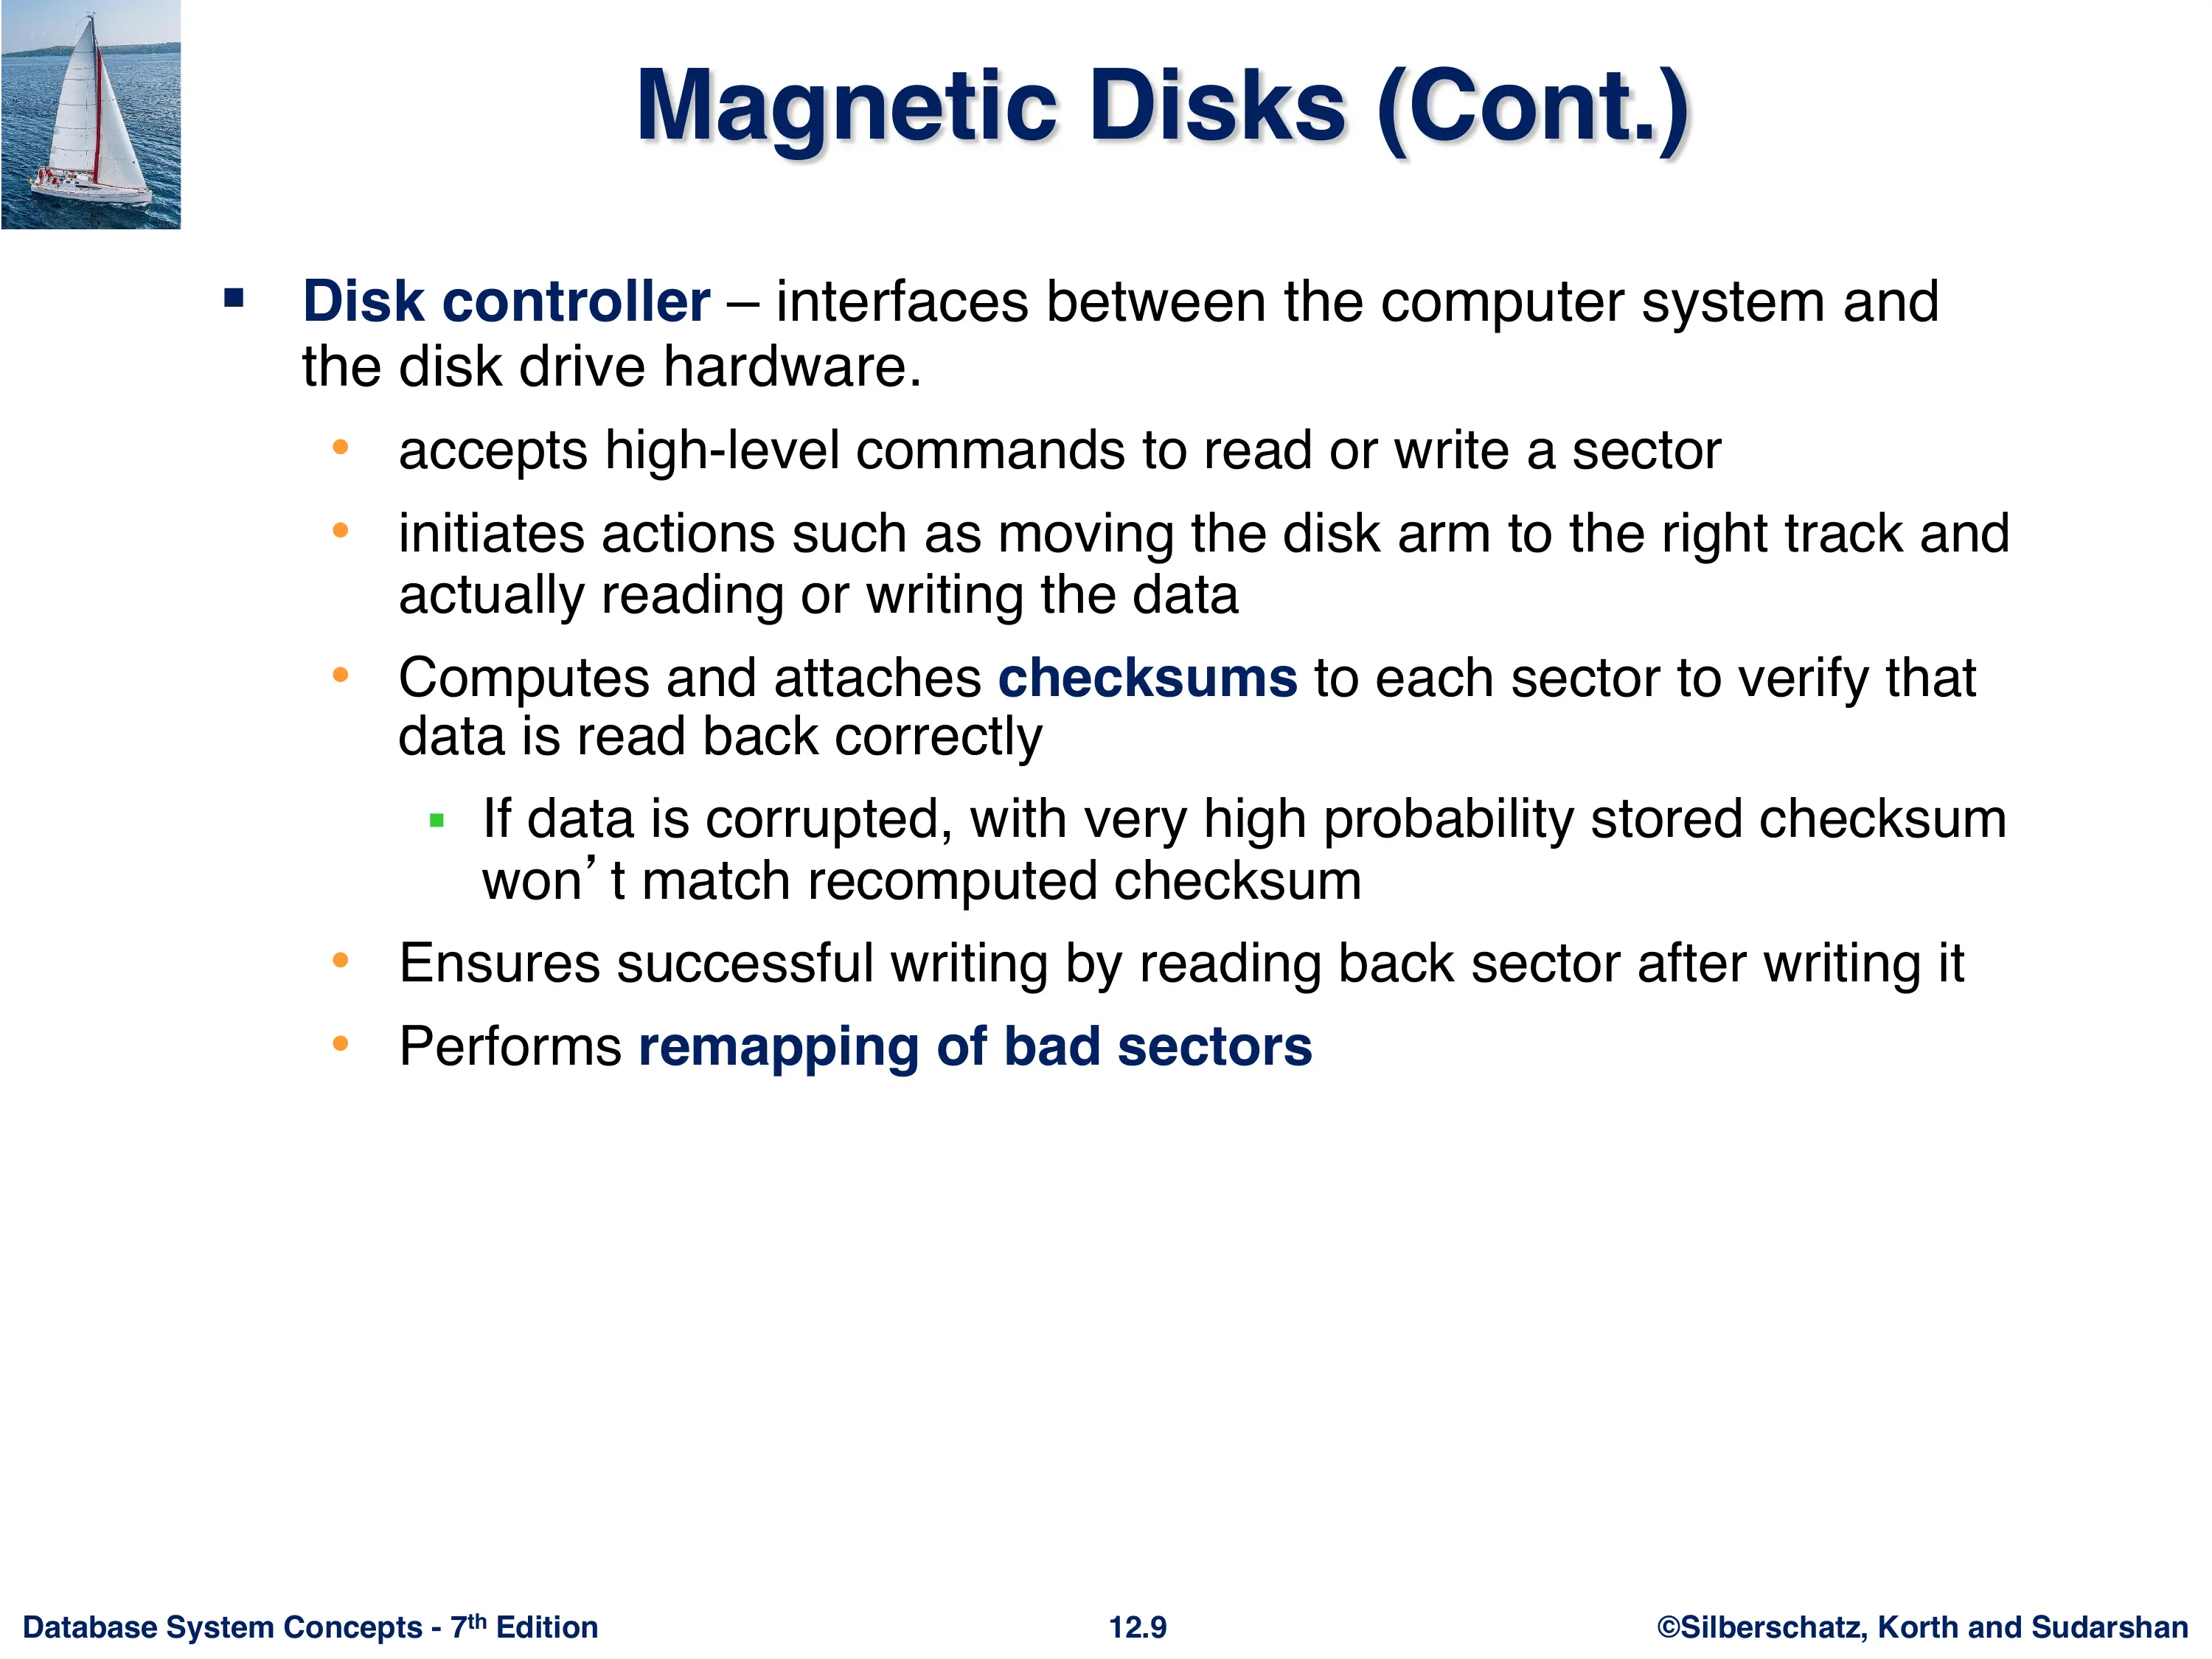 Magnetic Disks (Cont.)
▪ Disk controller – interfaces between the computer system and
the disk drive hardware.
• accepts high-level commands to read or write a sector
• initiates actions such as moving the disk arm to the right track and
actually reading or writing the data
• Computes and attaches checksums to each sector to verify that
data is read back correctly
▪ If data is corrupted, with very high probability stored checksum
won’t match recomputed checksum
• Ensures successful writing by reading back sector after writing it
• Performs remapping of bad sectors
Database System Concepts - 7th Edition
12.9
©Silberschatz, Korth and Sudarshan